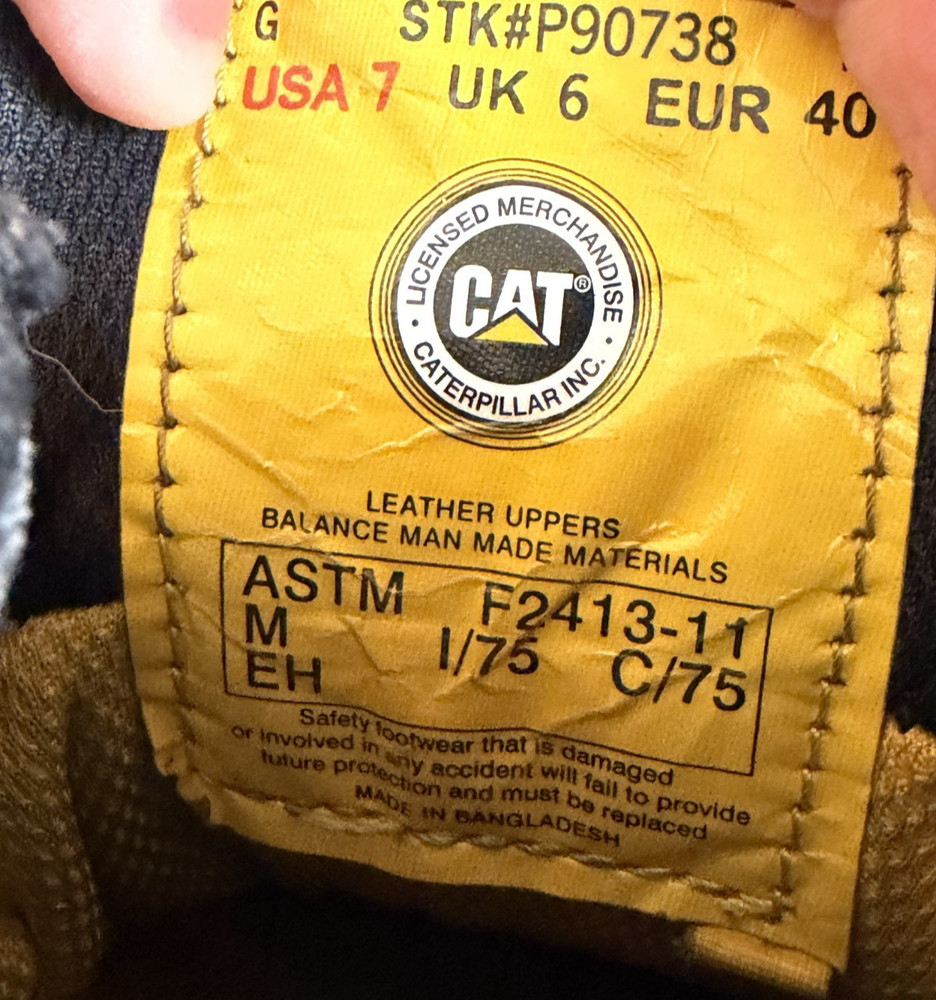 G STK#P90738
USA 7 UK 6 EUR 40
LICENSED MERCHANDISE
CAT®
• CATERPILLAR INC. •
LEATHER UPPERS
BALANCE MAN MADE MATERIALS
ASTM F2413-11
M I/75 C/75
EH
Safety footwear that is damaged
or involved in any accident will fail to provide
future protection and must be replaced
MADE IN BANGLADESH